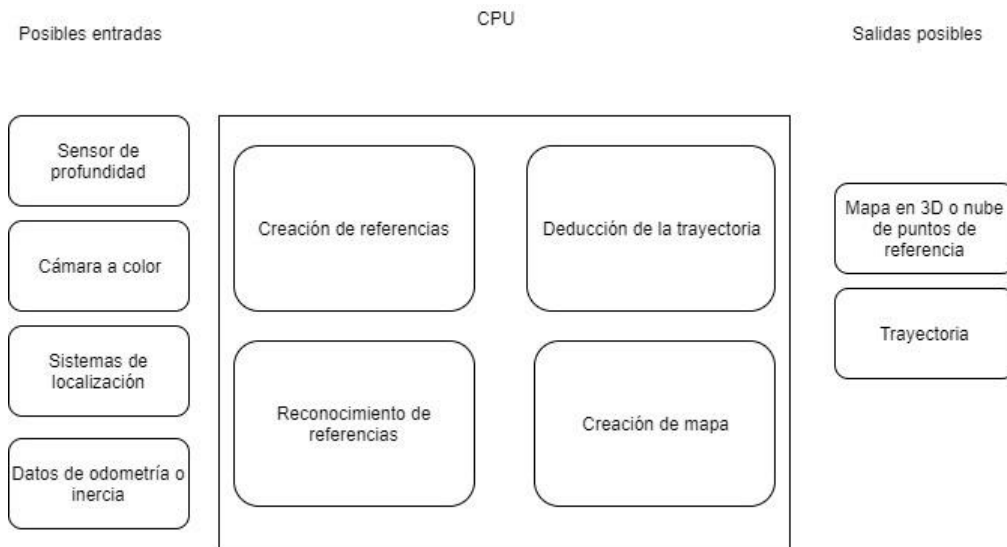 Posibles entradas
CPU
Salidas posibles
Sensor de
profundidad
Cámara a color
Sistemas de
localización
Datos de odometría o
inercia
Creación de referencias
Deducción de la trayectoria
Reconocimiento de
referencias
Creación de mapa
Mapa en 3D o nube
de puntos de
referencia
Trayectoria